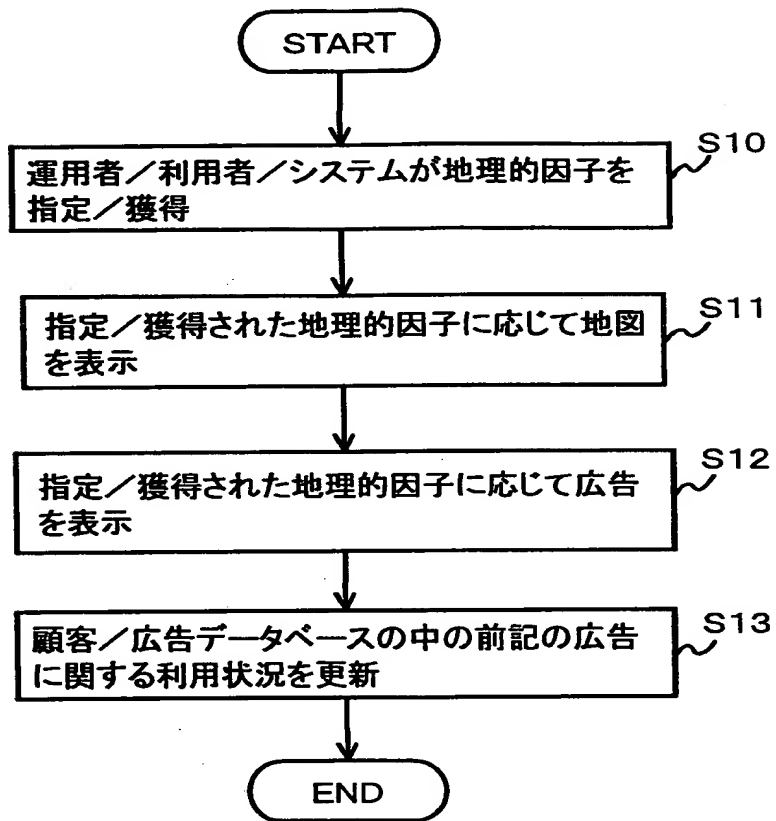 START
S10
運用者／利用者／システムが地理的因子を
指定／獲得
S11
指定／獲得された地理的因子に応じて地図
を表示
S12
指定／獲得された地理的因子に応じて広告
を表示
S13
顧客／広告データベースの中の前記の広告
に関する利用状況を更新
END